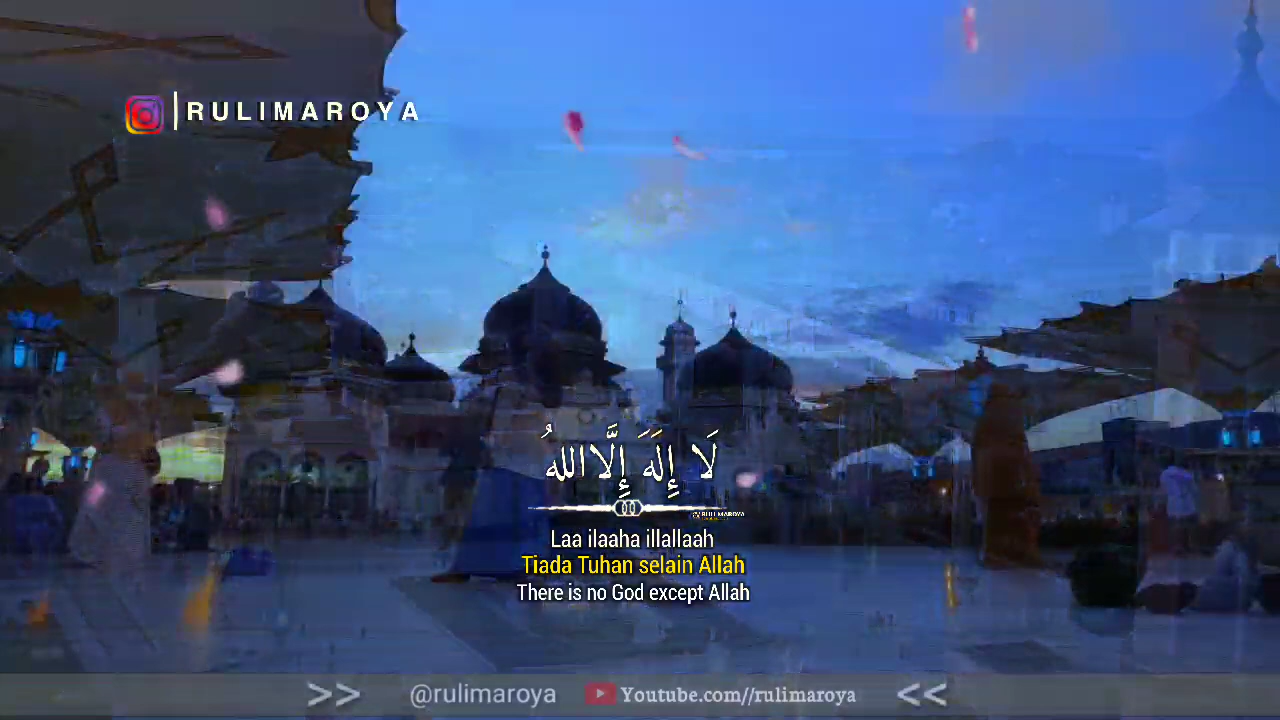 RULIMAROYA
لَا إِلَهَ إِلَّا اللهُ
RULIMAROYA
Laa ilaaha illallaah
Tiada Tuhan selain Allah
There is no God except Allah
>> @rulimaroya Youtube.com//rulimaroya <<